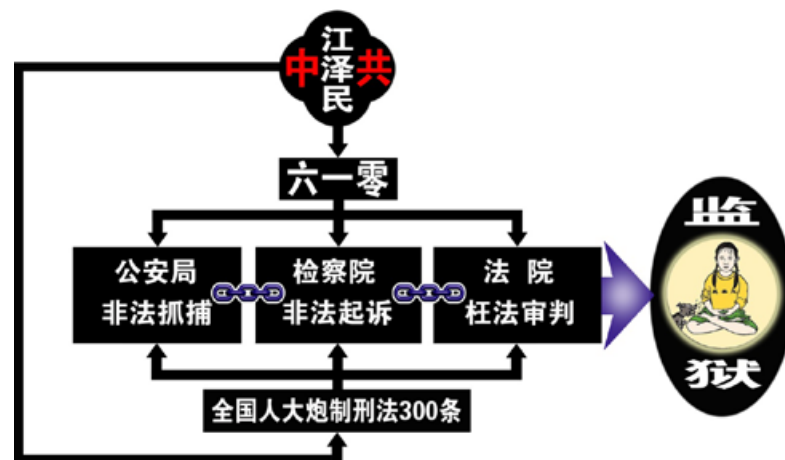 江泽民
中共
六一零
公安局
非法抓捕
检察院
非法起诉
法院
枉法审判
监狱
全国人大炮制刑法300条